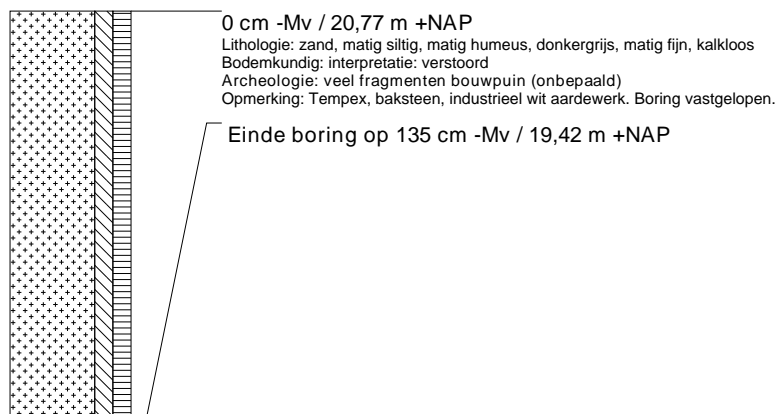 0 cm -Mv / 20,77 m +NAP
Lithologie: zand, matig siltig, matig humeus, donkergrijs, matig fijn, kalkloos
Bodemkundig: interpretatie: verstoord
Archeologie: veel fragmenten bouwpuin (onbepaald)
Opmerking: Tempex, baksteen, industrieel wit aardewerk. Boring vastgelopen.
Einde boring op 135 cm -Mv / 19,42 m +NAP